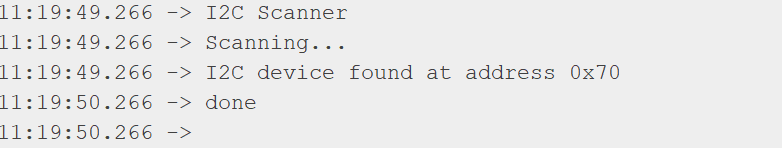 11:19:49.266 -> I2C Scanner
11:19:49.266 -> Scanning...
11:19:49.266 -> I2C device found at address 0x70
11:19:50.266 -> done
11:19:50.266 ->